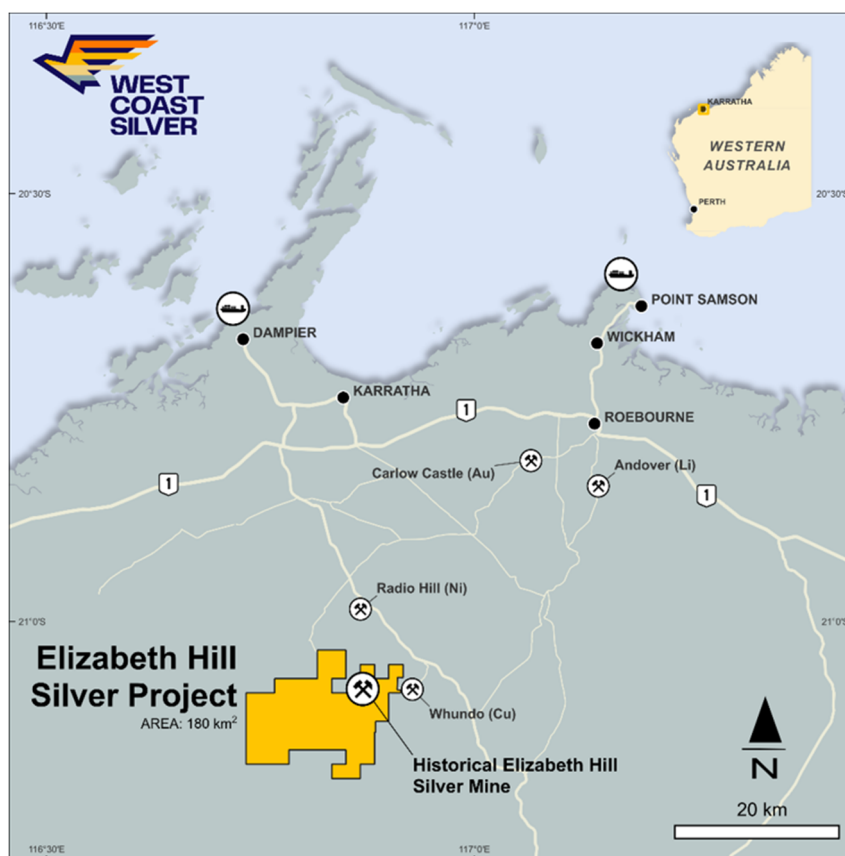 116°30'E
117°0'E
WEST
COAST
SILVER
KARRATHA
WESTERN
AUSTRALIA
PERTH
20°30'S
20°30'S
POINT SAMSON
DAMPIER
WICKHAM
KARRATHA
1
ROEBOURNE
Carlow Castle (Au)
Andover (Li)
1
1
Radio Hill (Ni)
21°0'S
21°0'S
Elizabeth Hill
Silver Project
AREA: 180 km²
Whundo (Cu)
Historical Elizabeth Hill
Silver Mine
N
20 km
116°30'E
117°0'E